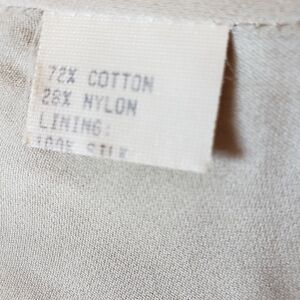 72% COTTON
28% NYLON
LINING:
100% SILK